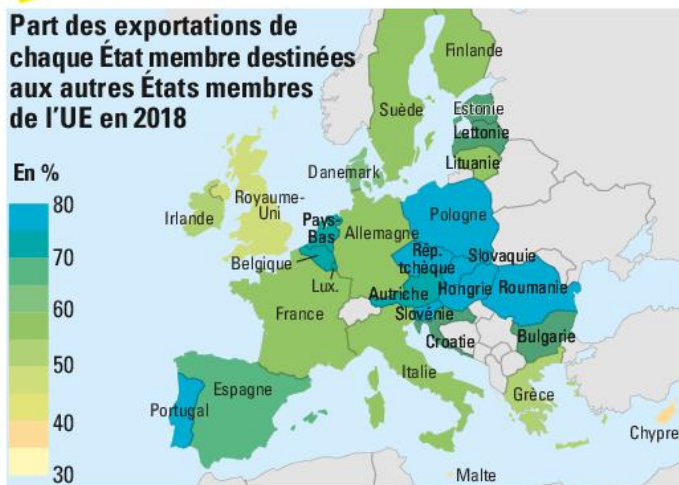 Part des exportations de
chaque État membre destinées
aux autres États membres
de l'UE en 2018
En %
80
70
60
50
40
30
Finlande
Suède
Estonie
Lettonie
Lituanie
Danemark
Irlande
Royaume-
Uni
Pays-
Bas
Allemagne
Pologne
Belgique
Lux.
Rép.
tchèque
Slovaquie
Autriche
Hongrie
Roumanie
France
Slovénie
Croatie
Bulgarie
Italie
Espagne
Portugal
Grèce
Chypre
Malte